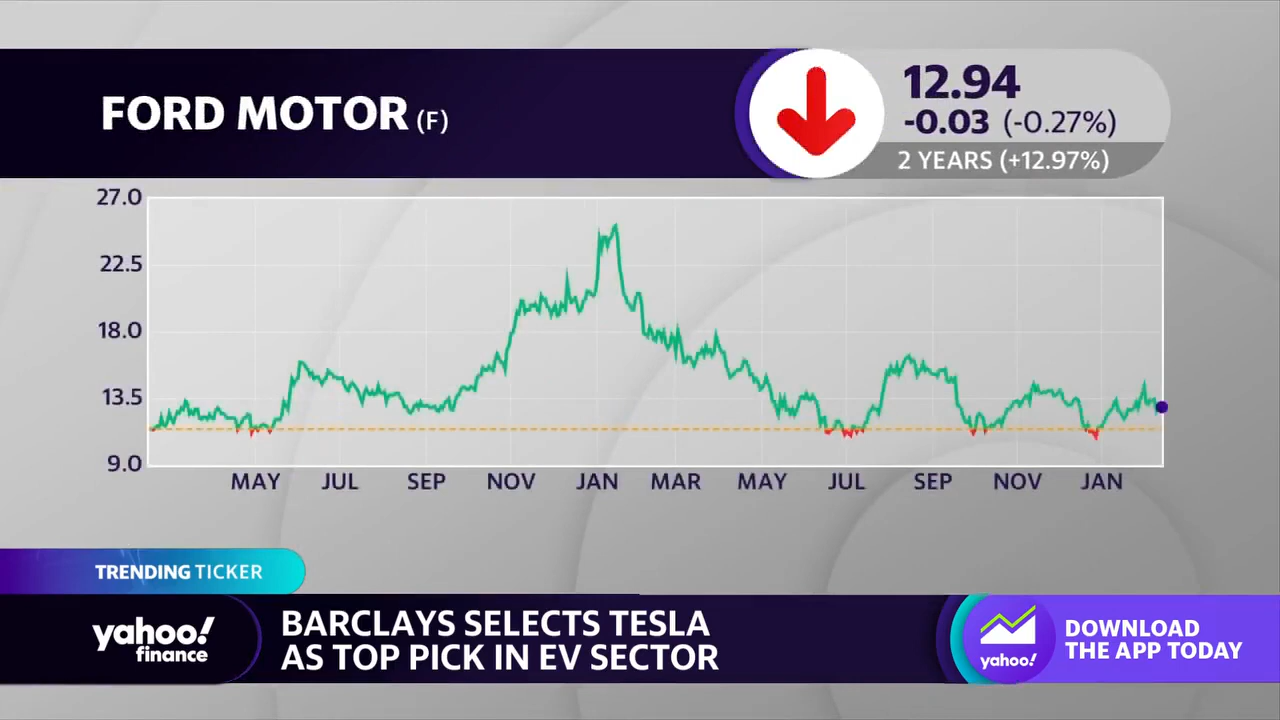 FORD MOTOR (F)
12.94
-0.03 (-0.27%)
2 YEARS (+12.97%)
27.0
22.5
18.0
13.5
9.0
MAY JUL SEP NOV JAN MAR MAY JUL SEP NOV JAN
TRENDING TICKER
yahoo!
finance
BARCLAYS SELECTS TESLA
AS TOP PICK IN EV SECTOR
yahoo!
DOWNLOAD
THE APP TODAY